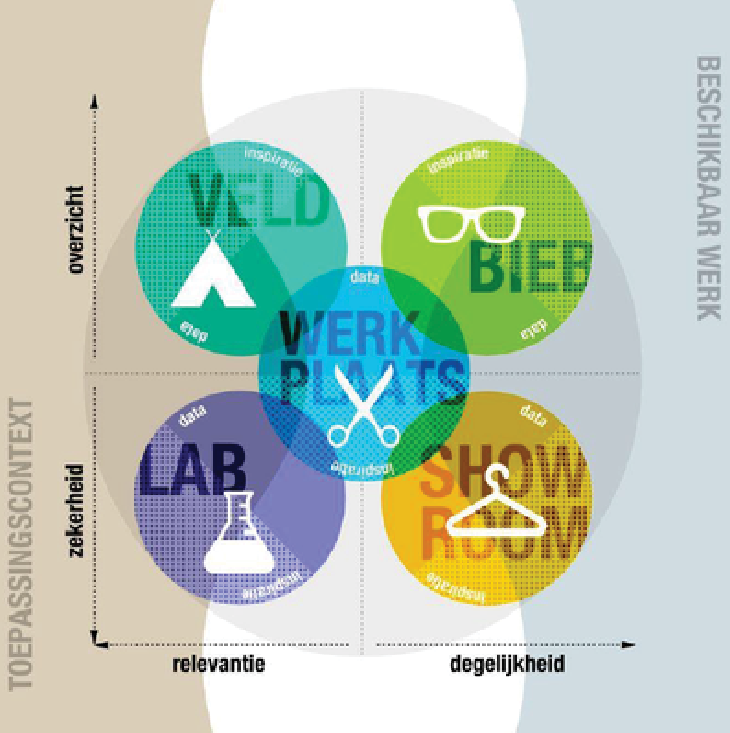 BESCHIKBAAR WERK
TOEPASSINGSCONTEXT
overzicht
zekerheid
inspiratie
VELD
data
inspiratie
BIEB
data
data
WERK
PLAATS
inspiratie
data
LAB
inspiratie
data
SHOW
ROOM
inspiratie
relevantie
degelijkheid